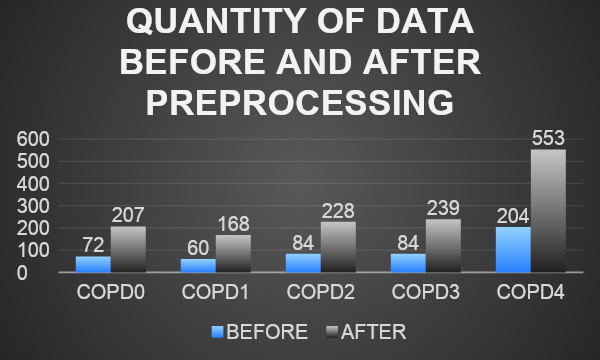 QUANTITY OF DATA
BEFORE AND AFTER
PREPROCESSING
600
500
400
300
200
100
0
72
207
60
168
84
228
84
239
204
553
COPD0
COPD1
COPD2
COPD3
COPD4
BEFORE
AFTER